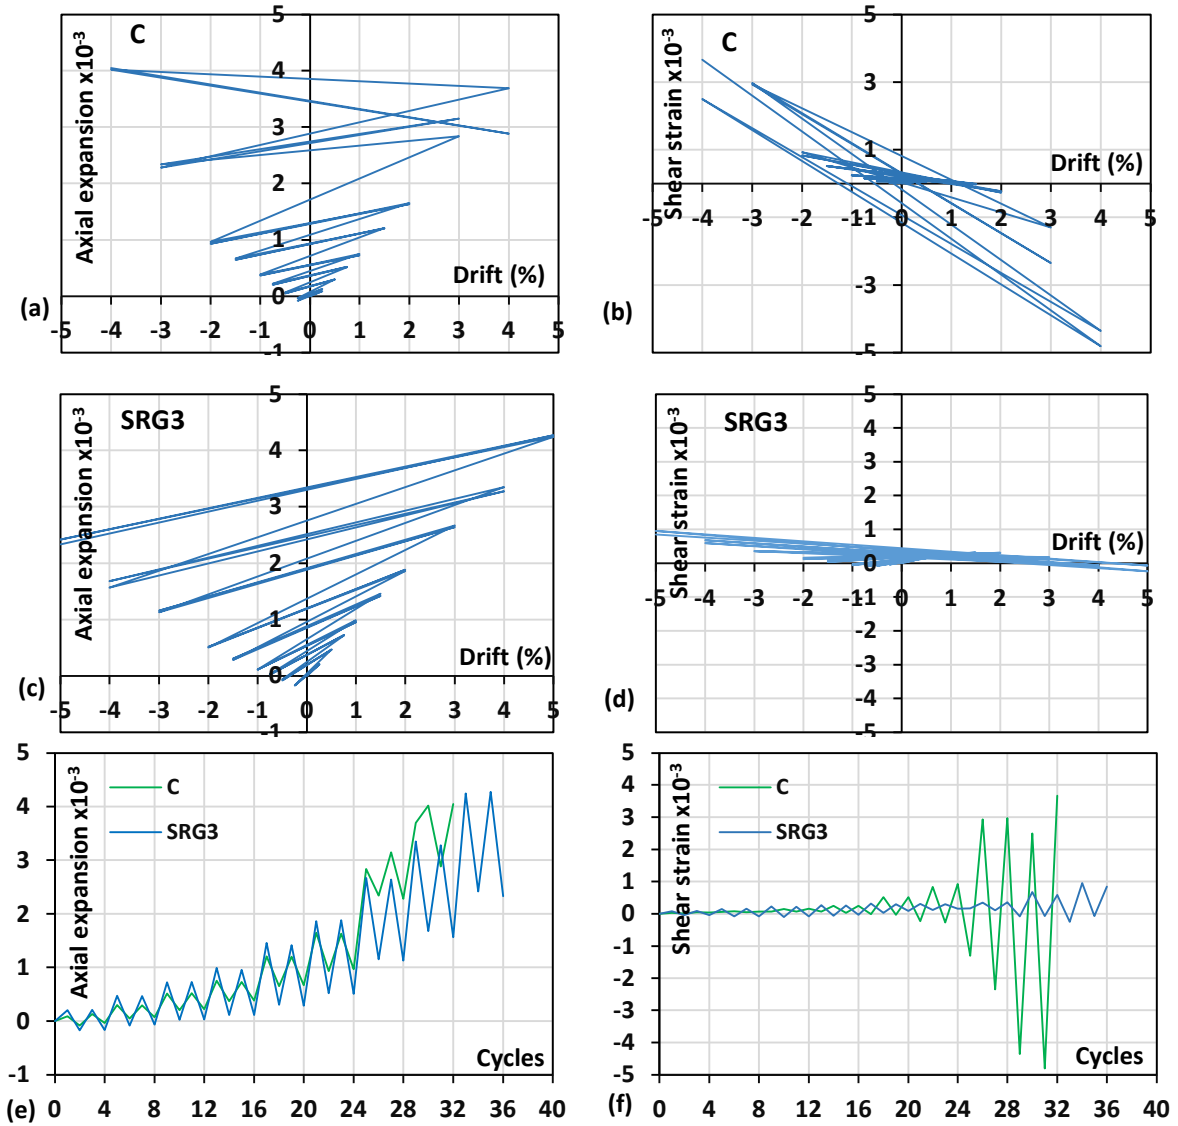 C
Axial expansion x10-3
5
4
3
2
1
0
-1
Drift (%)
-5 -4 -3 -2 -1 0 1 2 3 4 5
(a)
C
Shear strain x10-3
5
3
1
-1
-3
-5
Drift (%)
-5 -4 -3 -2 -1 0 1 2 3 4 5
(b)
SRG3
Axial expansion x10-3
5
4
3
2
1
0
-1
Drift (%)
-5 -4 -3 -2 -1 0 1 2 3 4 5
(c)
SRG3
Shear strain x10-3
5
4
3
2
1
0
-1
-2
-3
-4
-5
Drift (%)
-5 -4 -3 -2 -1 0 1 2 3 4 5
(d)
Axial expansion x10-3
5
4
3
2
1
0
-1
C
SRG3
Cycles
0 4 8 12 16 20 24 28 32 36 40
(e)
Shear strain x10-3
5
4
3
2
1
0
-1
-2
-3
-4
-5
C
SRG3
Cycles
0 4 8 12 16 20 24 28 32 36 40
(f)